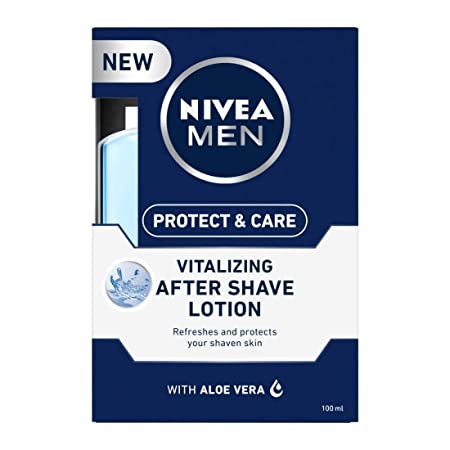 NEW
NIVEA
MEN
PROTECT & CARE
VITALIZING
AFTER SHAVE
LOTION
Refreshes and protects
your shaven skin
WITH ALOE VERA
100 ml